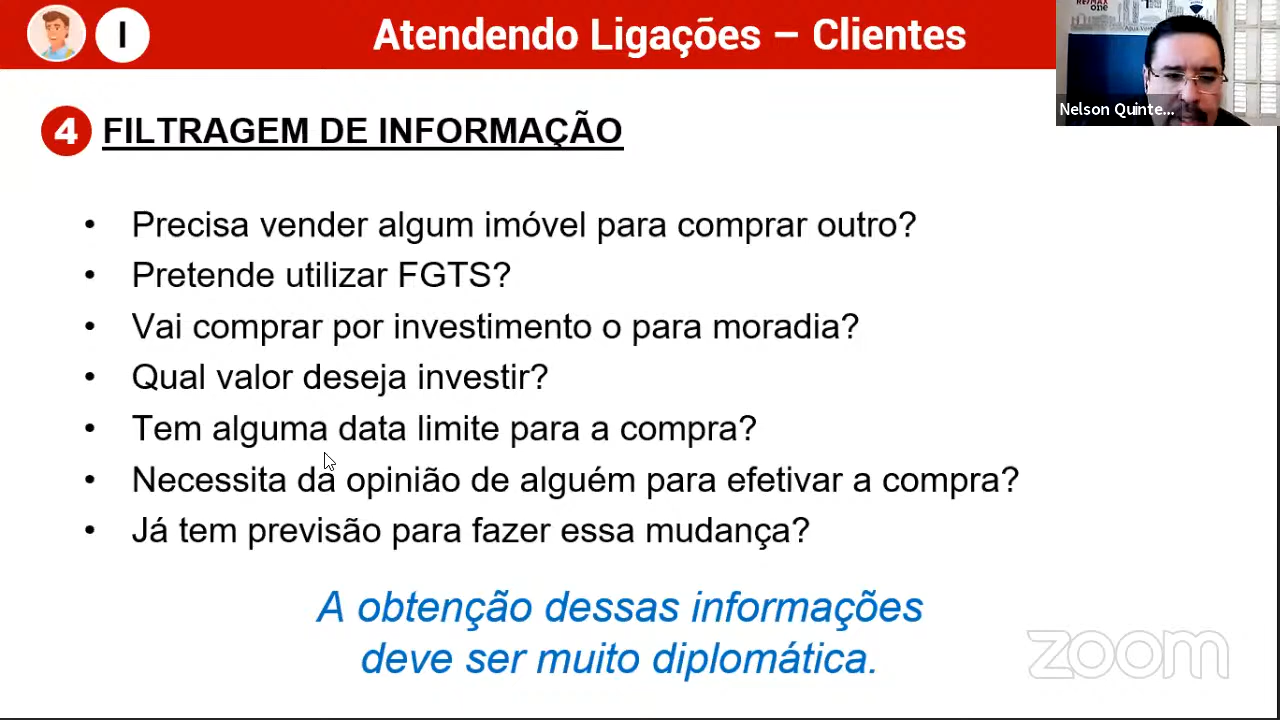 I
Atendendo Ligações – Clientes
RE/MAX
one
Nelson Quinte...
4 FILTRAGEM DE INFORMAÇÃO
• Precisa vender algum imóvel para comprar outro?
• Pretende utilizar FGTS?
• Vai comprar por investimento o para moradia?
• Qual valor deseja investir?
• Tem alguma data limite para a compra?
• Necessita da opinião de alguém para efetivar a compra?
• Já tem previsão para fazer essa mudança?
A obtenção dessas informações
deve ser muito diplomática.
zoom